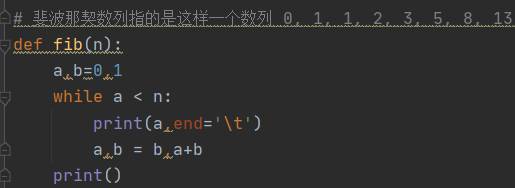 # 斐波那契数列指的是这样一个数列 0, 1, 1, 2, 3, 5, 8, 13
def fib(n):
    a,b=0,1
    while a < n:
        print(a,end='\t')
        a,b = b,a+b
    print()